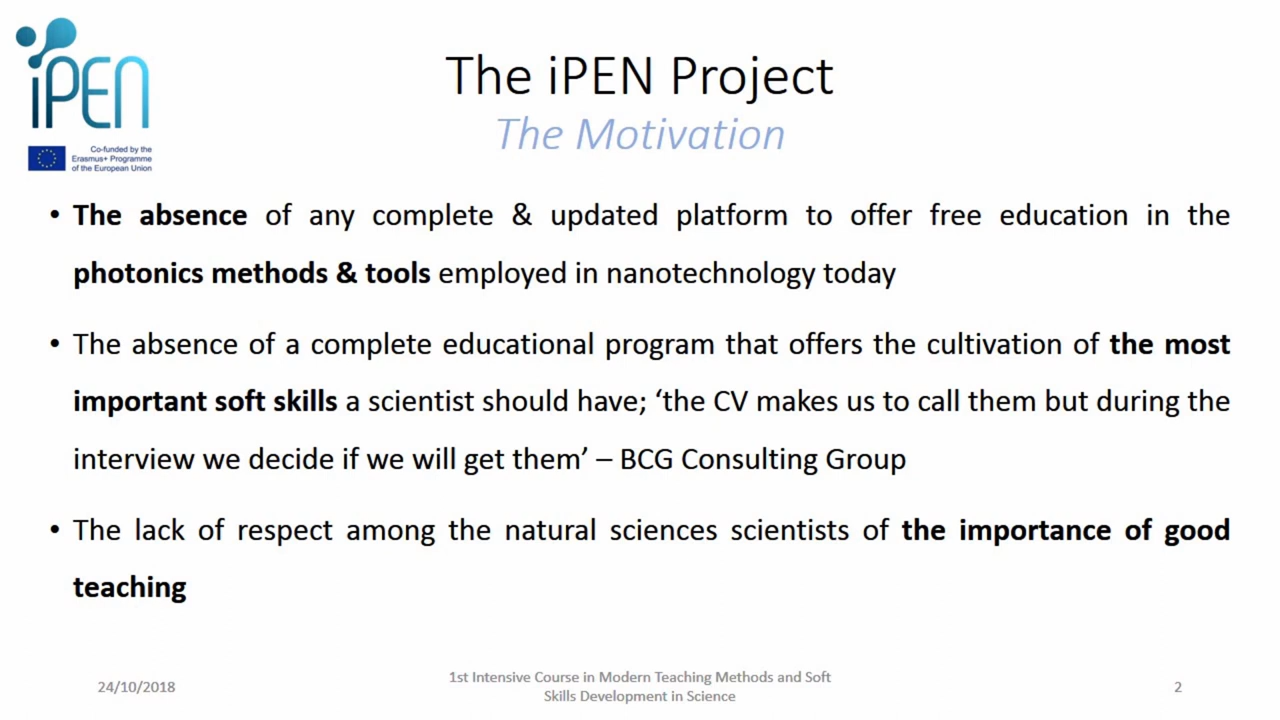 iPEN
Co-funded by the
Erasmus+ Programme
of the European Union
The iPEN Project
The Motivation
• The absence of any complete & updated platform to offer free education in the
photonics methods & tools employed in nanotechnology today
• The absence of a complete educational program that offers the cultivation of the most
important soft skills a scientist should have; ‘the CV makes us to call them but during the
interview we decide if we will get them’ – BCG Consulting Group
• The lack of respect among the natural sciences scientists of the importance of good
teaching
24/10/2018
1st Intensive Course in Modern Teaching Methods and Soft
Skills Development in Science
2